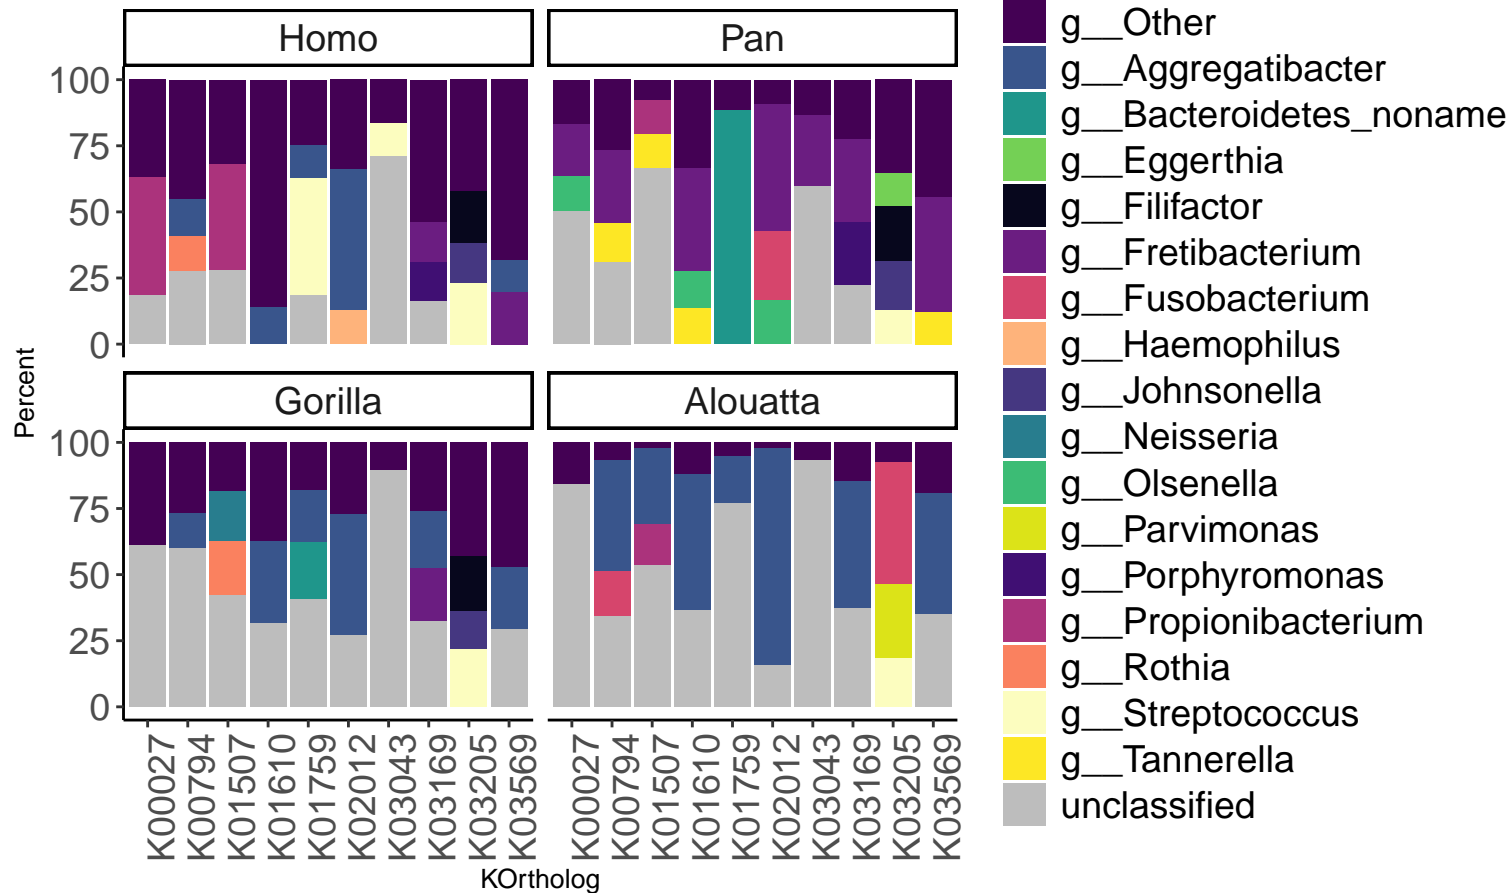 Homo
Pan
100
75
50
25
0
Gorilla
Alouatta
100
75
50
25
0
Percent
K00027
K00794
K01507
K01610
K01759
K02012
K03043
K03169
K03205
K03569
K00027
K00794
K01507
K01610
K01759
K02012
K03043
K03169
K03205
K03569
KOrtholog
g__Other
g__Aggregatibacter
g__Bacteroidetes_noname
g__Eggerthia
g__Filifactor
g__Fretibacterium
g__Fusobacterium
g__Haemophilus
g__Johnsonella
g__Neisseria
g__Olsenella
g__Parvimonas
g__Porphyromonas
g__Propionibacterium
g__Rothia
g__Streptococcus
g__Tannerella
unclassified